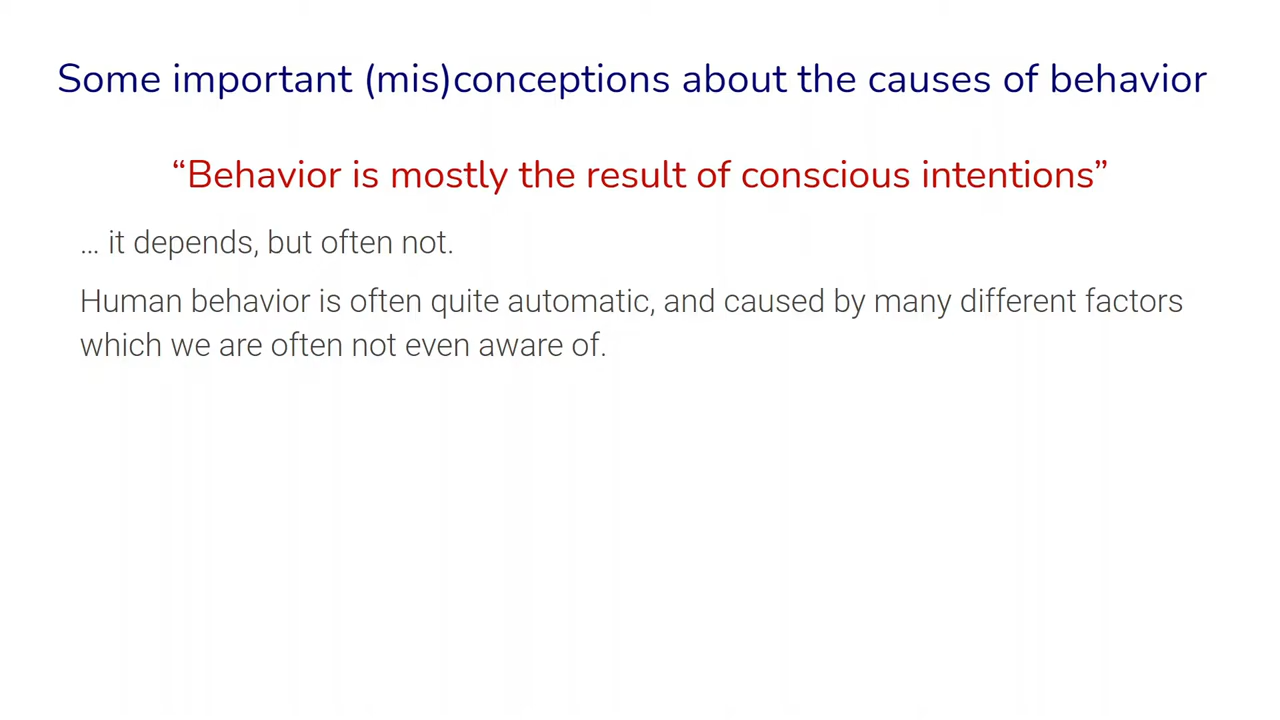 Some important (mis)conceptions about the causes of behavior
“Behavior is mostly the result of conscious intentions”
... it depends, but often not.
Human behavior is often quite automatic, and caused by many different factors
which we are often not even aware of.